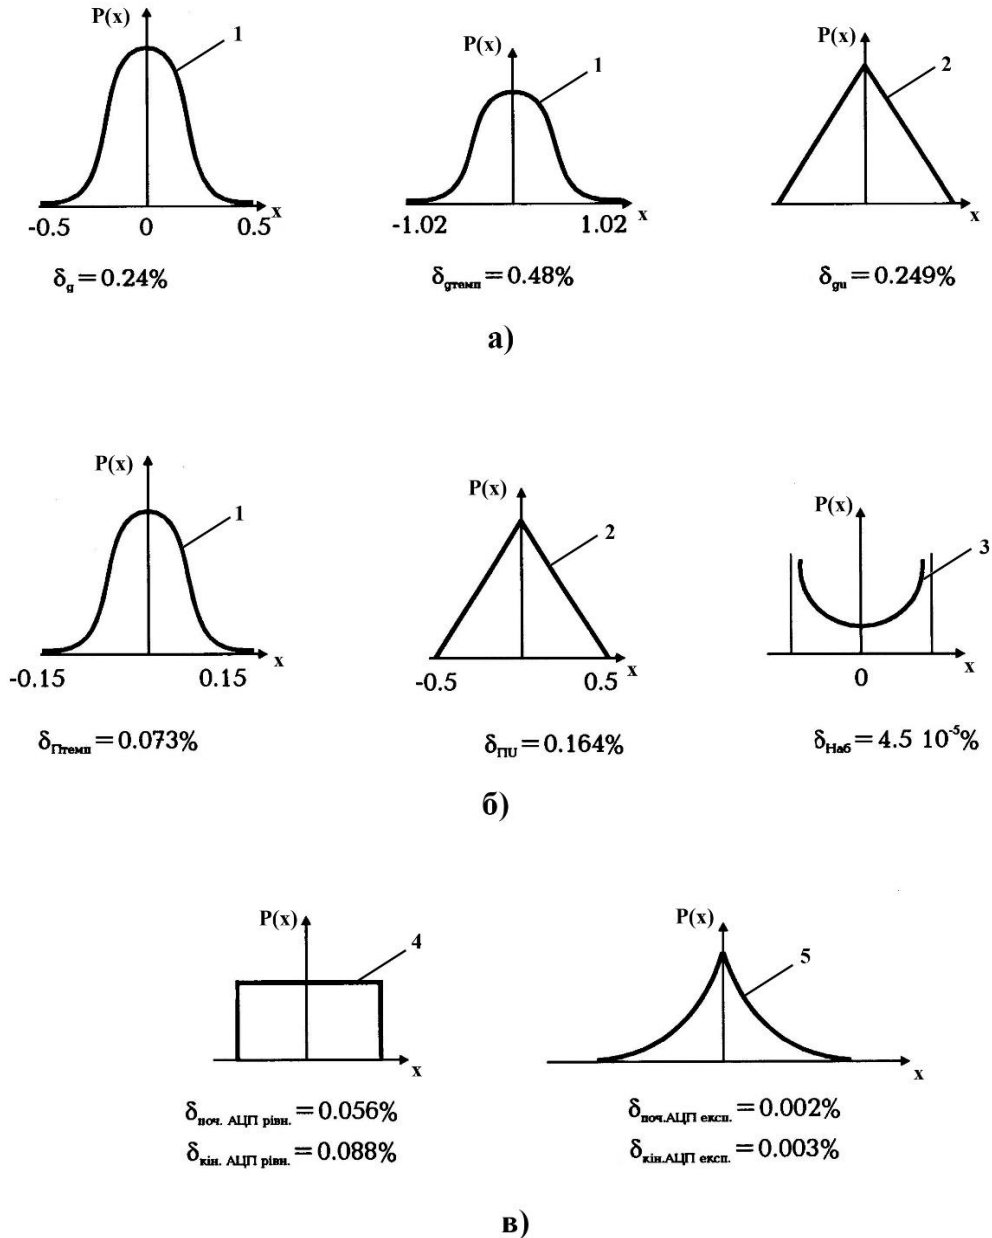 P(x) 1 x
-0.5 0 0.5
δg = 0.24%
P(x) 1 x
-1.02 1.02
δgтемп = 0.48%
P(x) 2 x
δgu = 0.249%
а)
P(x) 1 x
-0.15 0.15
δПтемп = 0.073%
P(x) 2 x
-0.5 0.5
δПU = 0.164%
P(x) 3 x
0
δНаб = 4.5 10⁻⁵%
б)
P(x) 4 x
δпоч. АЦП рівн. = 0.056%
δкін. АЦП рівн. = 0.088%
P(x) 5 x
δпоч.АЦП експ. = 0.002%
δкін.АЦП експ. = 0.003%
в)